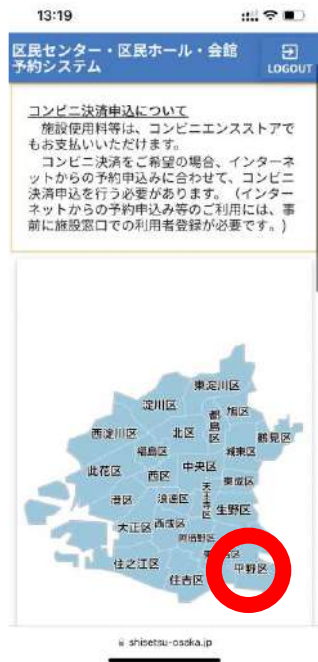 13:19
区民センター・区民ホール・会館
予約システム
LOGOUT
コンビニ決済申込について
施設使用料等は、コンビニエンスストアで
もお支払いいただけます。
コンビニ決済をご希望の場合、インターネ
ットからの予約申込みに合わせて、コンビニ
決済申込を行う必要があります。（インター
ネットからの予約申込み等のご利用には、事
前に施設窓口での利用者登録が必要です。)
東淀川区
淀川区
都島区
旭区
西淀川区
北区
鶴見区
福島区
城東区
此花区
西区
中央区
東成区
港区
浪速区
天王寺区
生野区
大正区
西成区
阿倍野区
住之江区
平野区
住吉区
shisetsu-osaka.jp